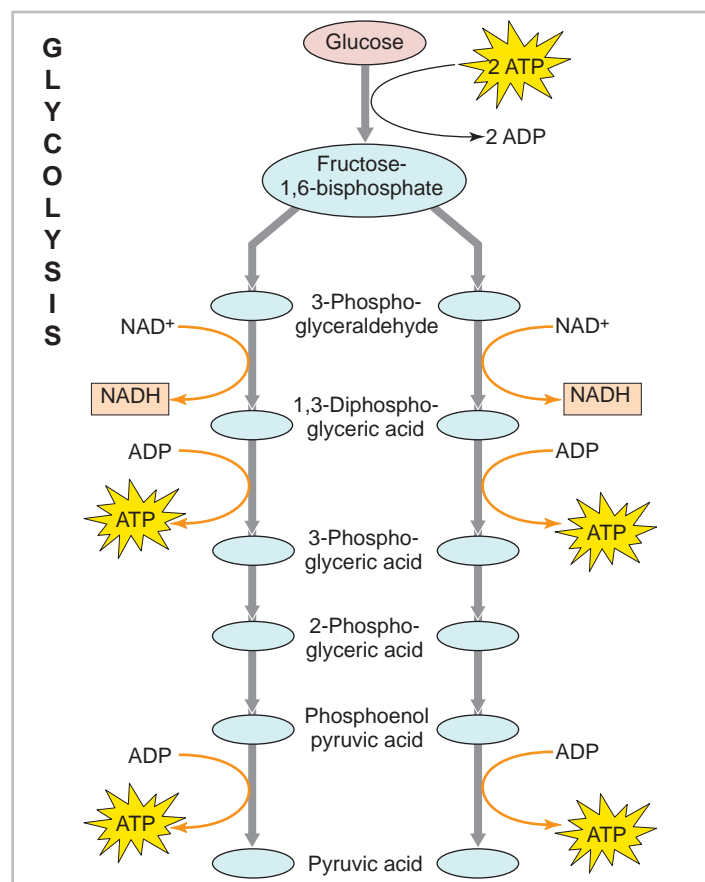 GLYCOLYSIS
Glucose
2 ATP
2 ADP
Fructose-
1,6-bisphosphate
3-Phospho-
glyceraldehyde
NAD⁺
NAD⁺
NADH
NADH
1,3-Diphospho-
glyceric acid
ADP
ADP
ATP
ATP
3-Phospho-
glyceric acid
2-Phospho-
glyceric acid
Phosphoenol
pyruvic acid
ADP
ADP
ATP
ATP
Pyruvic acid